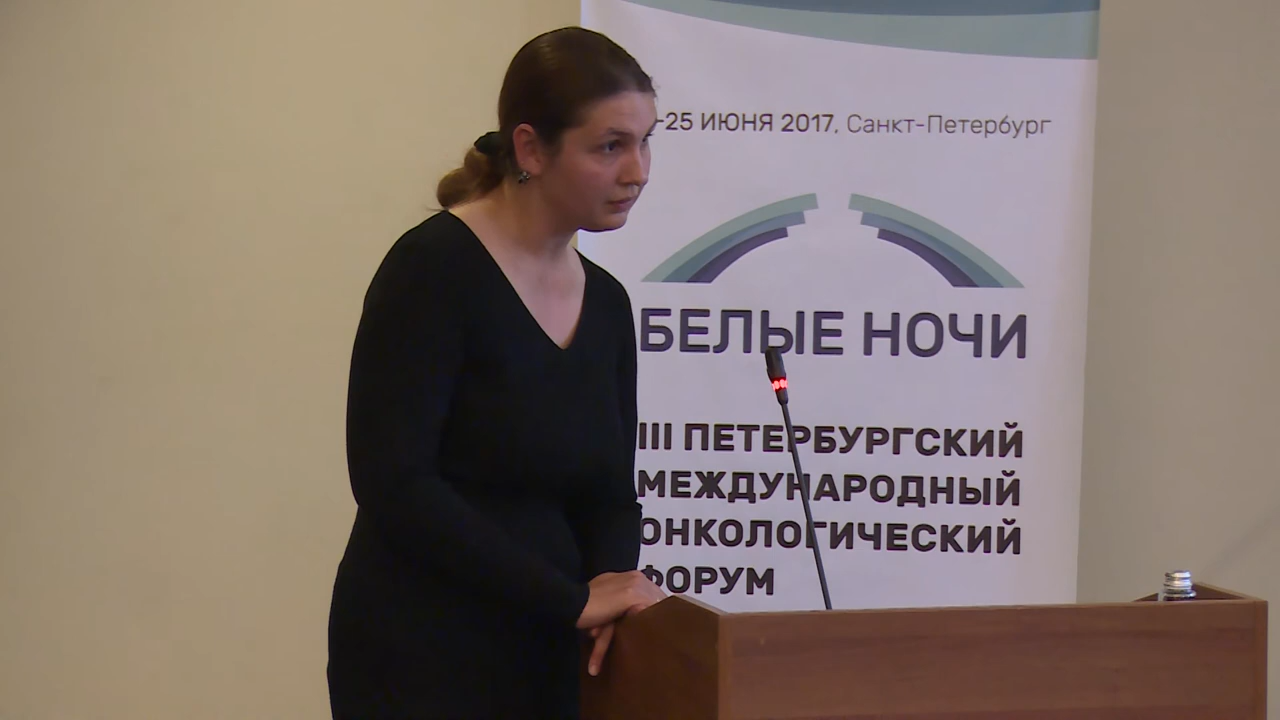 -25 ИЮНЯ 2017, Санкт-Петербург
БЕЛЫЕ НОЧИ
III ПЕТЕРБУРГСКИЙ
МЕЖДУНАРОДНЫЙ
ОНКОЛОГИЧЕСКИЙ
ФОРУМ